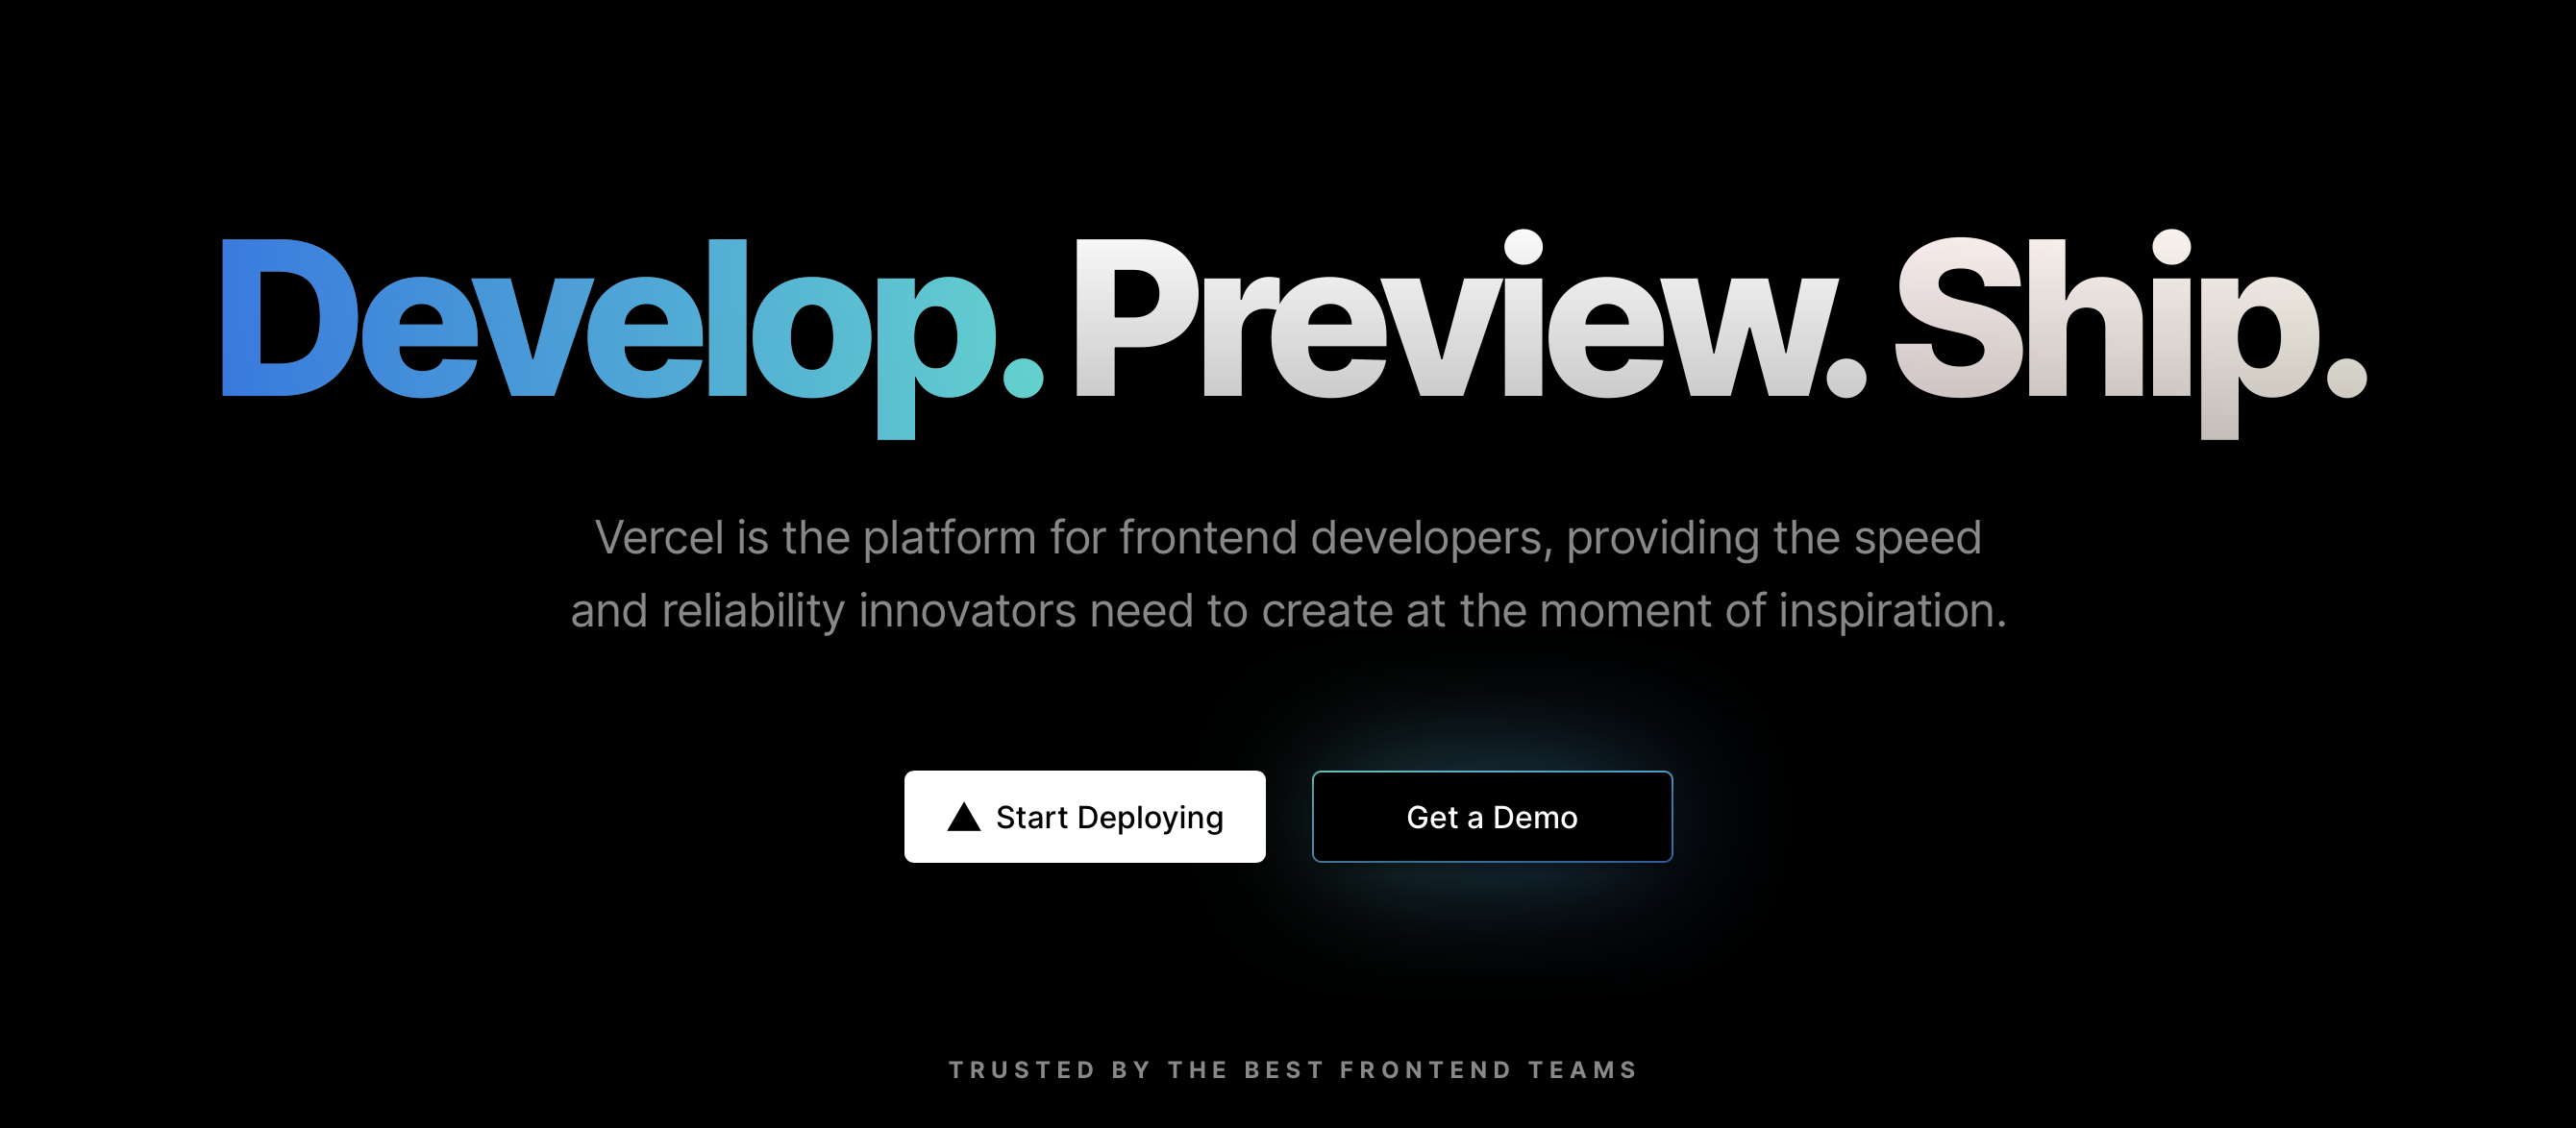 Develop. Preview. Ship.
Vercel is the platform for frontend developers, providing the speed
and reliability innovators need to create at the moment of inspiration.
Start Deploying
Get a Demo
TRUSTED BY THE BEST FRONTEND TEAMS